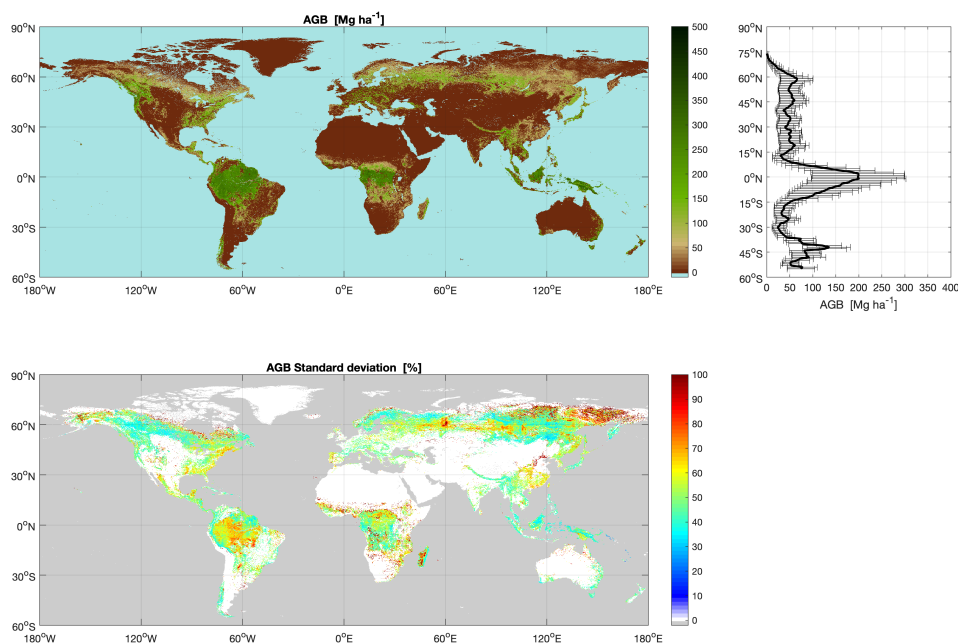 AGB [Mg ha⁻¹]
90°N
60°N
30°N
0°N
30°S
60°S
180°W
120°W
60°W
0°E
60°E
120°E
180°E
500
450
400
350
300
250
200
150
100
50
0
90°N
75°N
60°N
45°N
30°N
15°N
0°N
15°S
30°S
45°S
60°S
0 50 100 150 200 250 300 350 400
AGB [Mg ha⁻¹]
AGB Standard deviation [%]
90°N
60°N
30°N
0°N
30°S
60°S
180°W
120°W
60°W
0°E
60°E
120°E
180°E
100
90
80
70
60
50
40
30
20
10
0